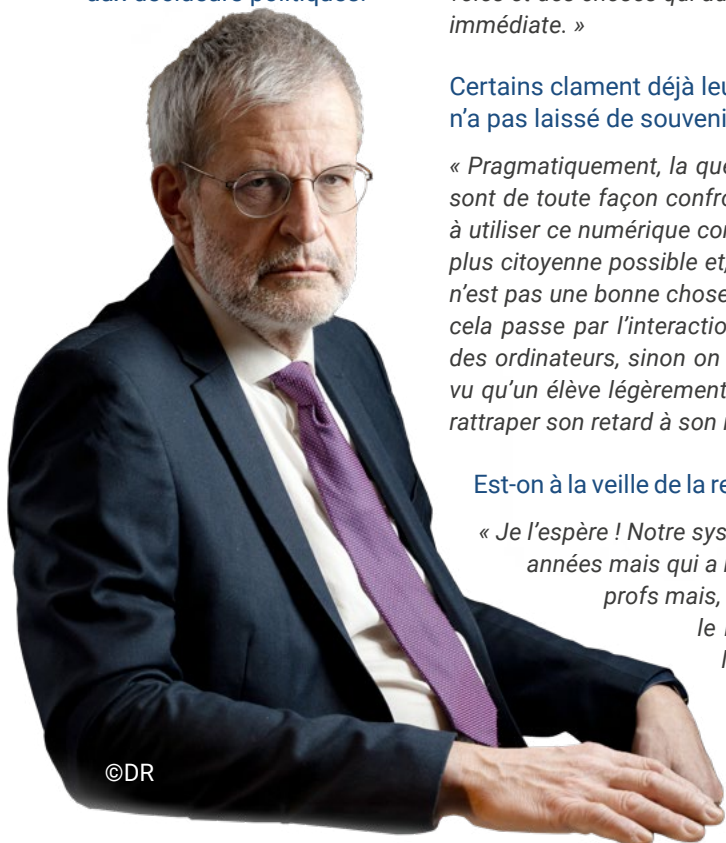 immédiate. »
Certains clament déjà leu
n'a pas laissé de souveni
« Pragmatiquement, la qu
sont de toute façon confr
à utiliser ce numérique co
plus citoyenne possible et,
n'est pas une bonne chose
cela passe par l'interactio
des ordinateurs, sinon on
vu qu'un élève légèrement
rattraper son retard à son
Est-on à la veille de la re
« Je l'espère ! Notre sys
années mais qui a
profs mais,
le
©DR